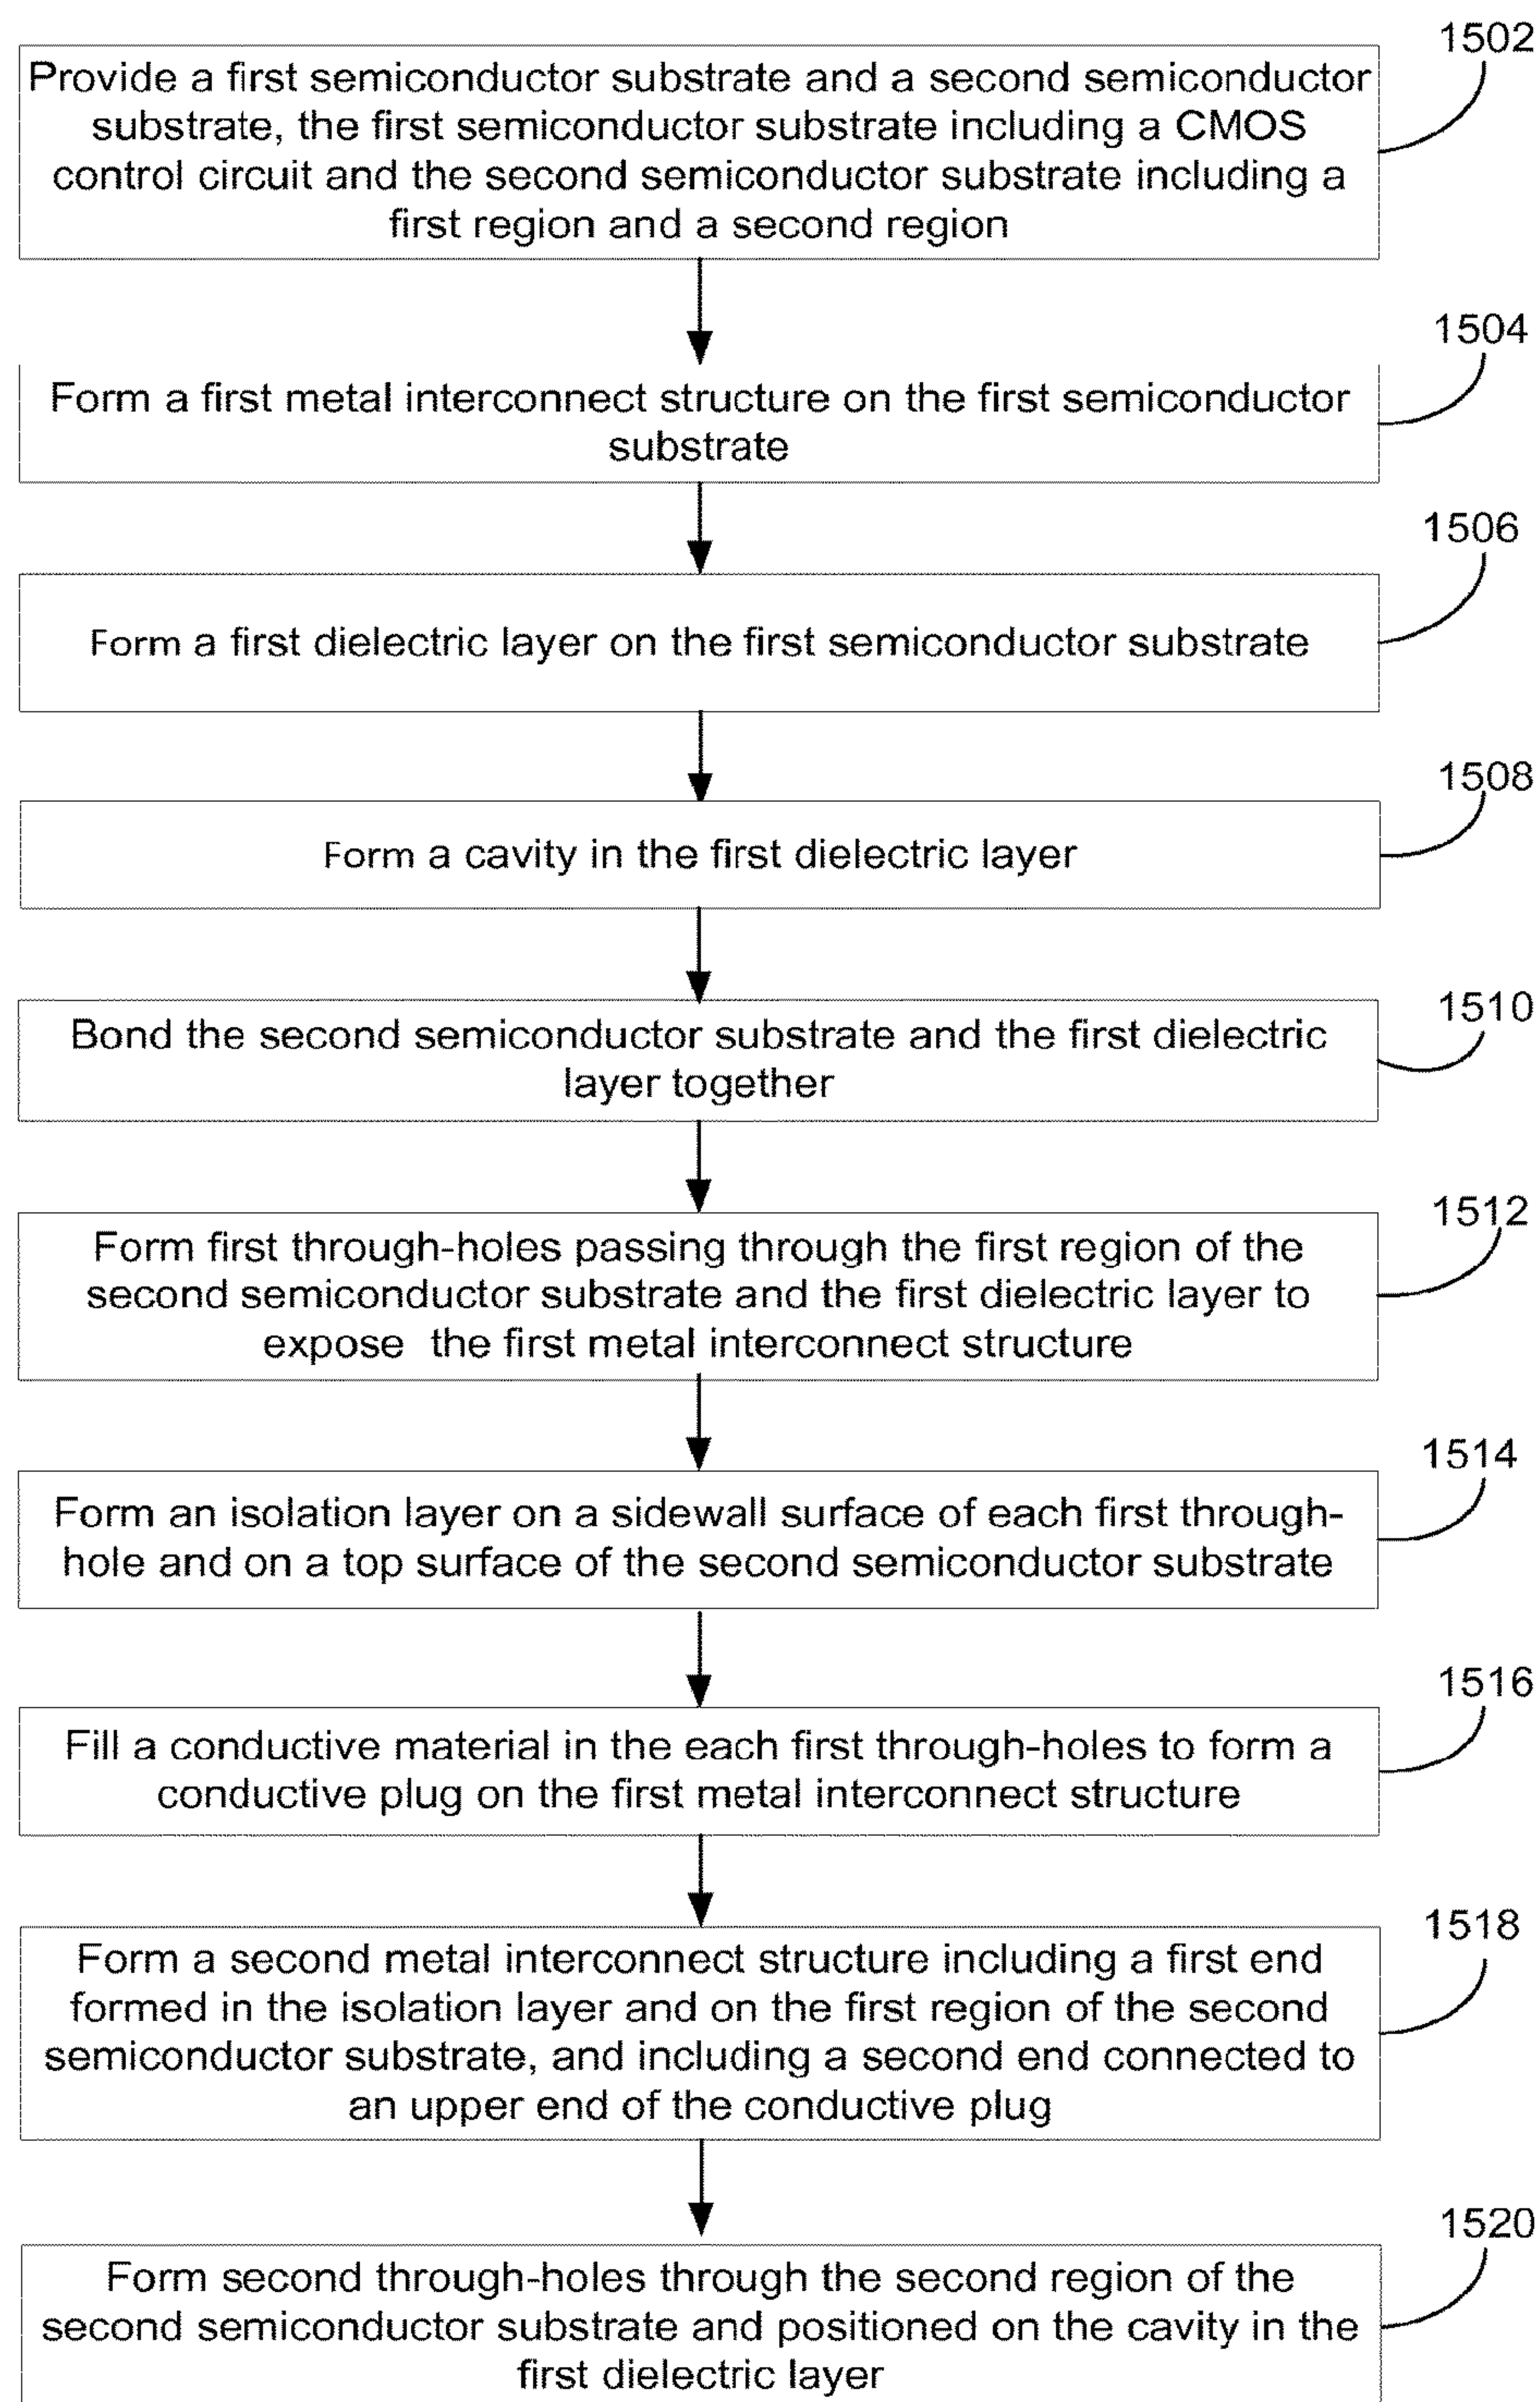 1502
Provide a first semiconductor substrate and a second semiconductor
substrate, the first semiconductor substrate including a CMOS
control circuit and the second semiconductor substrate including a
first region and a second region
1504
Form a first metal interconnect structure on the first semiconductor
substrate
1506
Form a first dielectric layer on the first semiconductor substrate
1508
Form a cavity in the first dielectric layer
1510
Bond the second semiconductor substrate and the first dielectric
layer together
1512
Form first through-holes passing through the first region of the
second semiconductor substrate and the first dielectric layer to
expose the first metal interconnect structure
1514
Form an isolation layer on a sidewall surface of each first through-
hole and on a top surface of the second semiconductor substrate
1516
Fill a conductive material in the each first through-holes to form a
conductive plug on the first metal interconnect structure
1518
Form a second metal interconnect structure including a first end
formed in the isolation layer and on the first region of the second
semiconductor substrate, and including a second end connected to
an upper end of the conductive plug
1520
Form second through-holes through the second region of the
second semiconductor substrate and positioned on the cavity in the
first dielectric layer